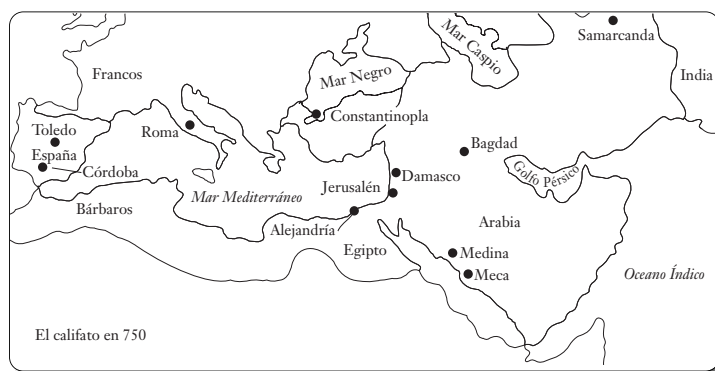 Samarcanda
Mar Caspio
India
Francos
Mar Negro
Constantinopla
Toledo
Roma
España
Bagdad
Córdoba
Golfo Pérsico
Damasco
Jerusalén
Mar Mediterráneo
Bárbaros
Arabia
Alejandría
Egipto
Medina
Meca
Oceano Índico
El califato en 750